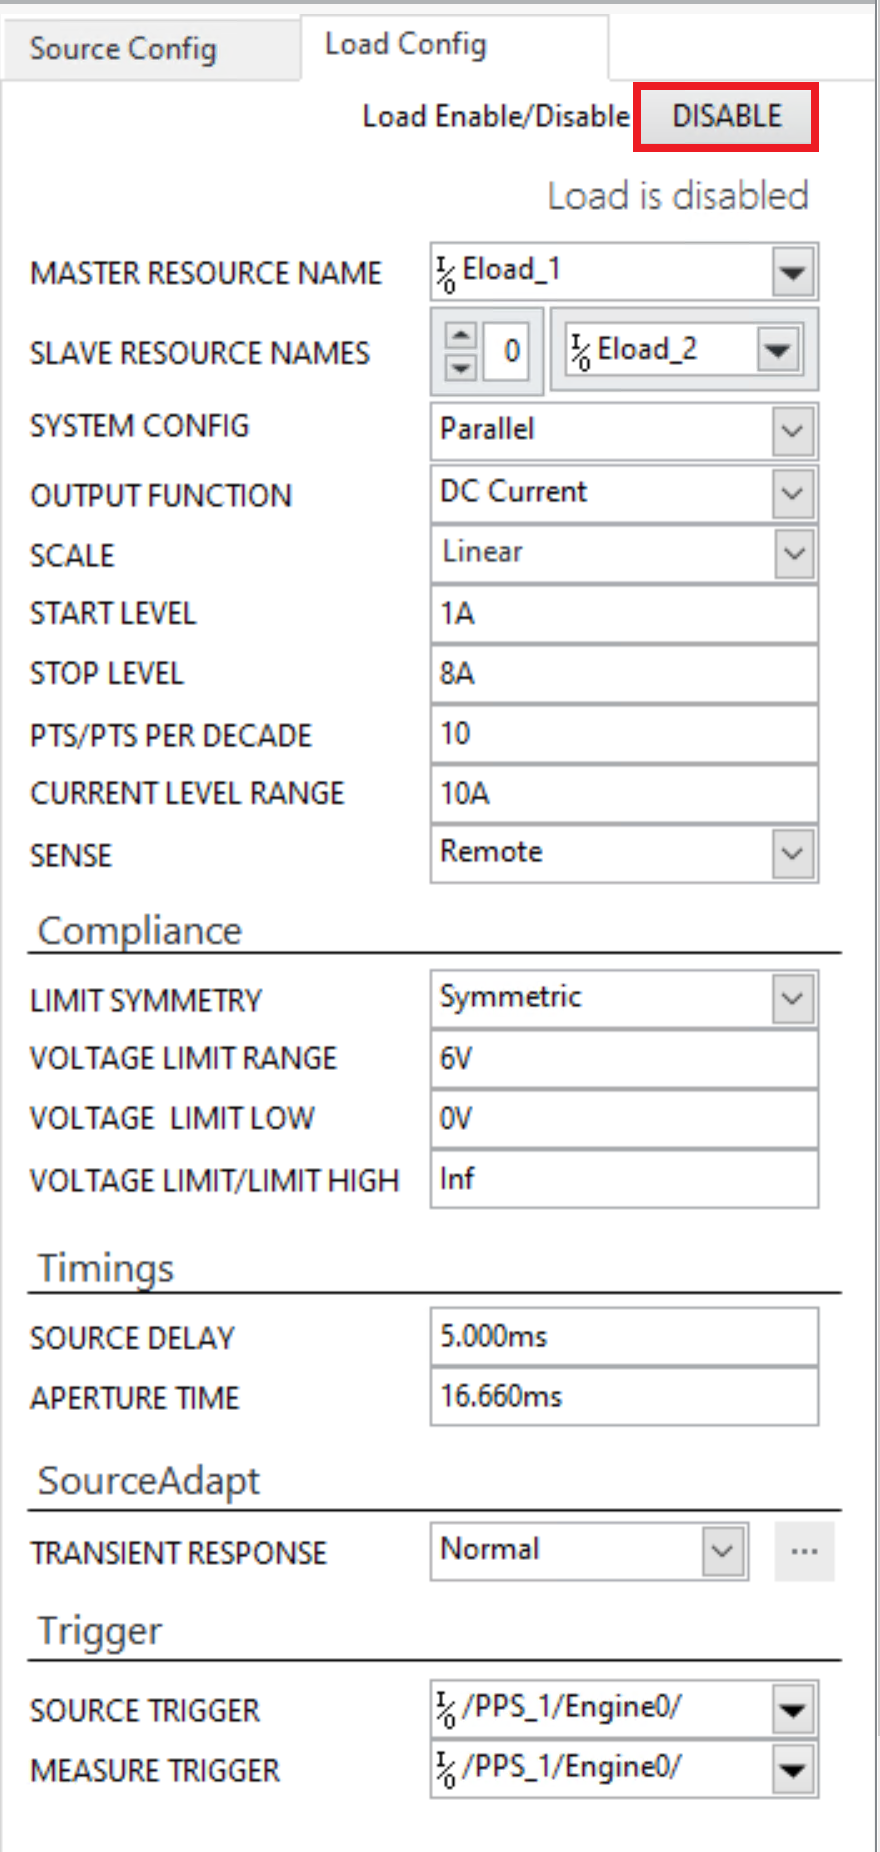 Source Config
Load Config
Load Enable/Disable DISABLE
Load is disabled
MASTER RESOURCE NAME I/O Eload_1
SLAVE RESOURCE NAMES 0 I/O Eload_2
SYSTEM CONFIG Parallel
OUTPUT FUNCTION DC Current
SCALE Linear
START LEVEL 1A
STOP LEVEL 8A
PTS/PTS PER DECADE 10
CURRENT LEVEL RANGE 10A
SENSE Remote
Compliance
LIMIT SYMMETRY Symmetric
VOLTAGE LIMIT RANGE 6V
VOLTAGE  LIMIT LOW 0V
VOLTAGE LIMIT/LIMIT HIGH Inf
Timings
SOURCE DELAY 5.000ms
APERTURE TIME 16.660ms
SourceAdapt
TRANSIENT RESPONSE Normal ...
Trigger
SOURCE TRIGGER I/O /PPS_1/Engine0/
MEASURE TRIGGER I/O /PPS_1/Engine0/